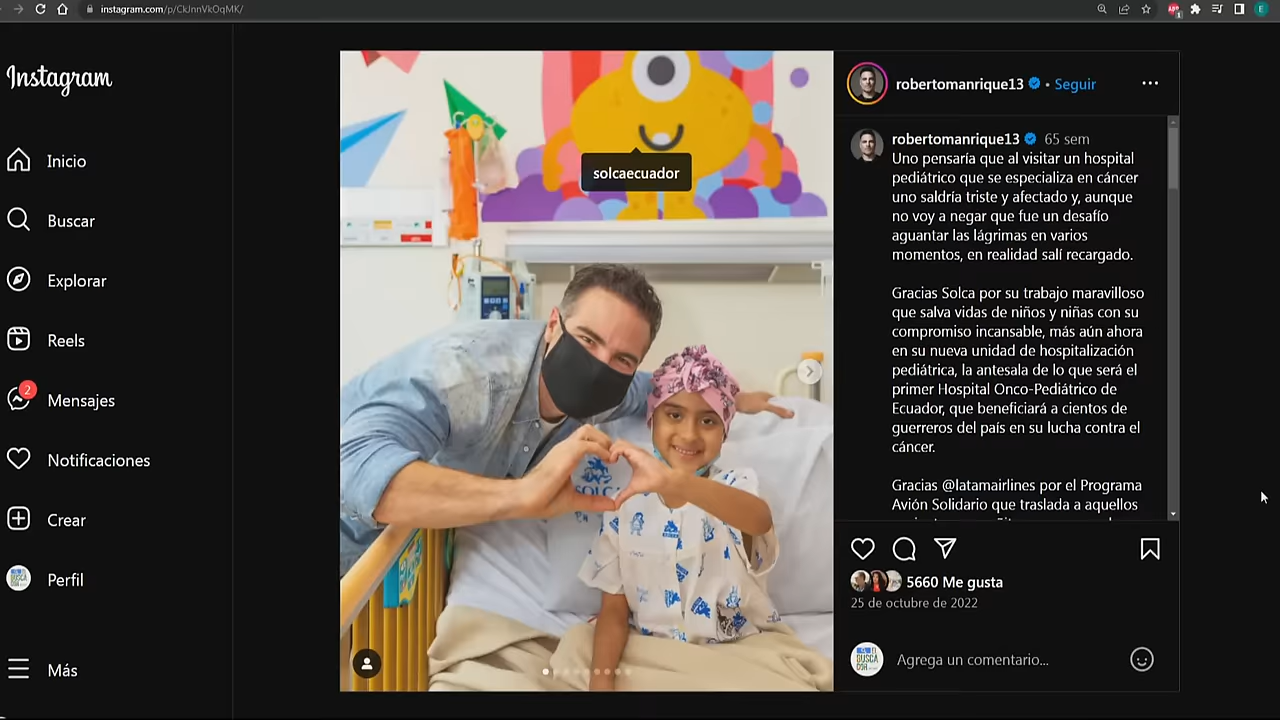 instagram.com/p/CkJnnVkOqMK/
Instagram
Inicio
Buscar
Explorar
Reels
2
Mensajes
Notificaciones
Crear
Perfil
Más
solcaecuador
SOLCA
robertomanrique13 • Seguir
robertomanrique13 65 sem
Uno pensaría que al visitar un hospital
pediátrico que se especializa en cáncer
uno saldría triste y afectado y, aunque
no voy a negar que fue un desafío
aguantar las lágrimas en varios
momentos, en realidad salí recargado.
Gracias Solca por su trabajo maravilloso
que salva vidas de niños y niñas con su
compromiso incansable, más aún ahora
en su nueva unidad de hospitalización
pediátrica, la antesala de lo que será el
primer Hospital Onco-Pediátrico de
Ecuador, que beneficiará a cientos de
guerreros del país en su lucha contra el
cáncer.
Gracias @latamairlines por el Programa
Avión Solidario que traslada a aquellos
5660 Me gusta
25 de octubre de 2022
Agrega un comentario...